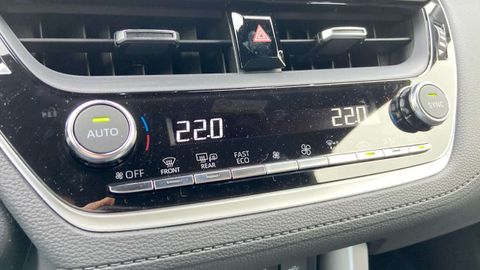 AUTO
22.0
22.0
SYNC
OFF
FRONT
REAR
FAST
ECO